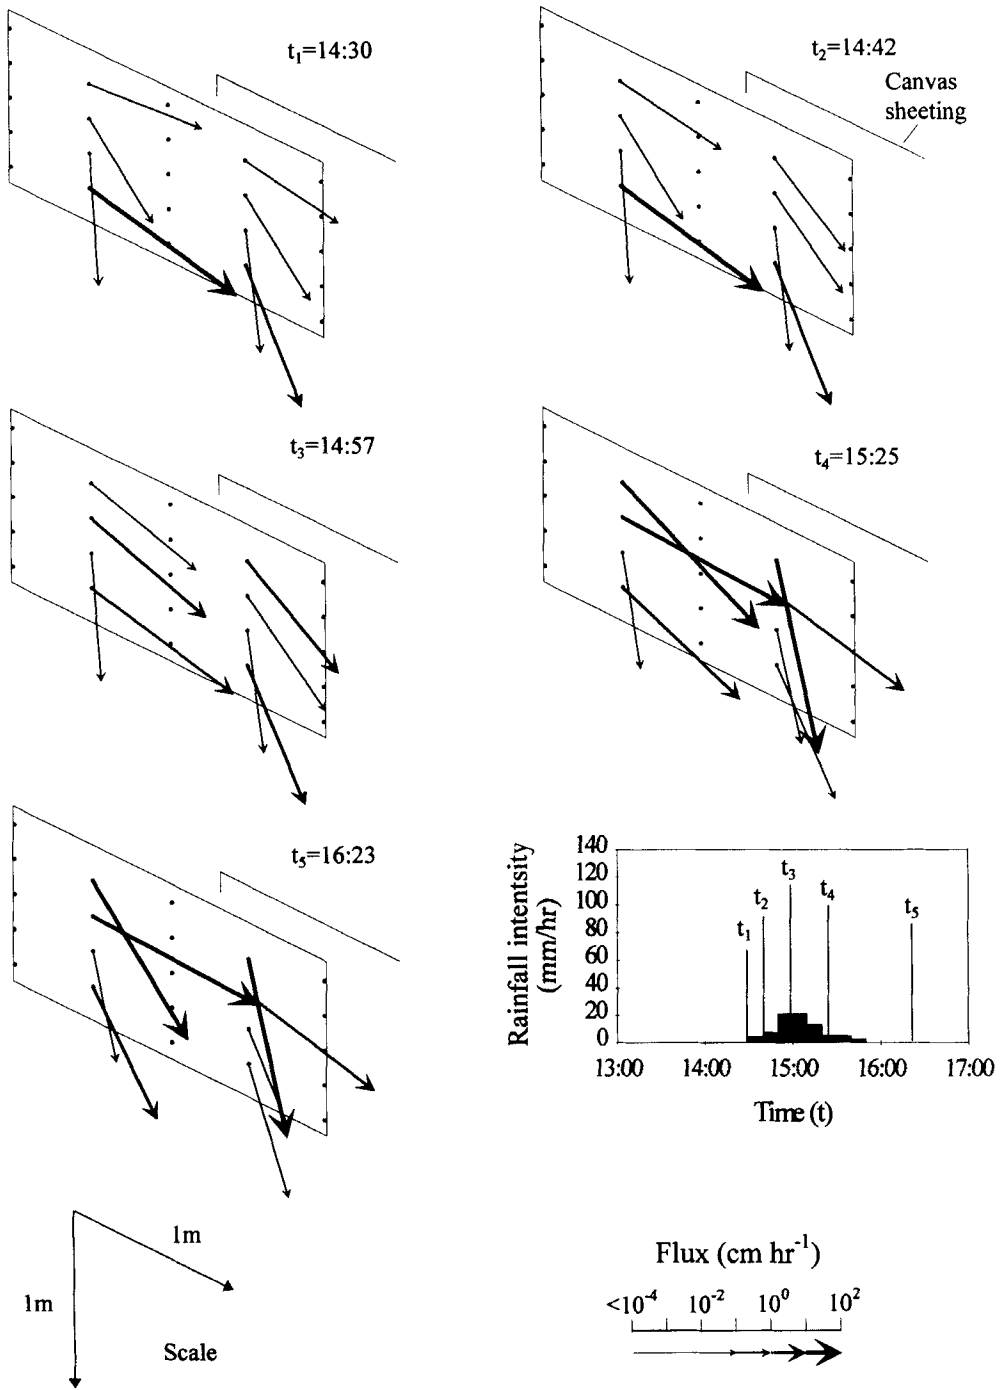 t1=14:30
t2=14:42
Canvas
sheeting
t3=14:57
t4=15:25
t5=16:23
Rainfall intentsity
(mm/hr)
140
120
100
80
60
40
20
0
t1
t2
t3
t4
t5
13:00 14:00 15:00 16:00 17:00
Time (t)
1m
1m
Scale
Flux (cm hr-1)
<10-4 10-2 100 102